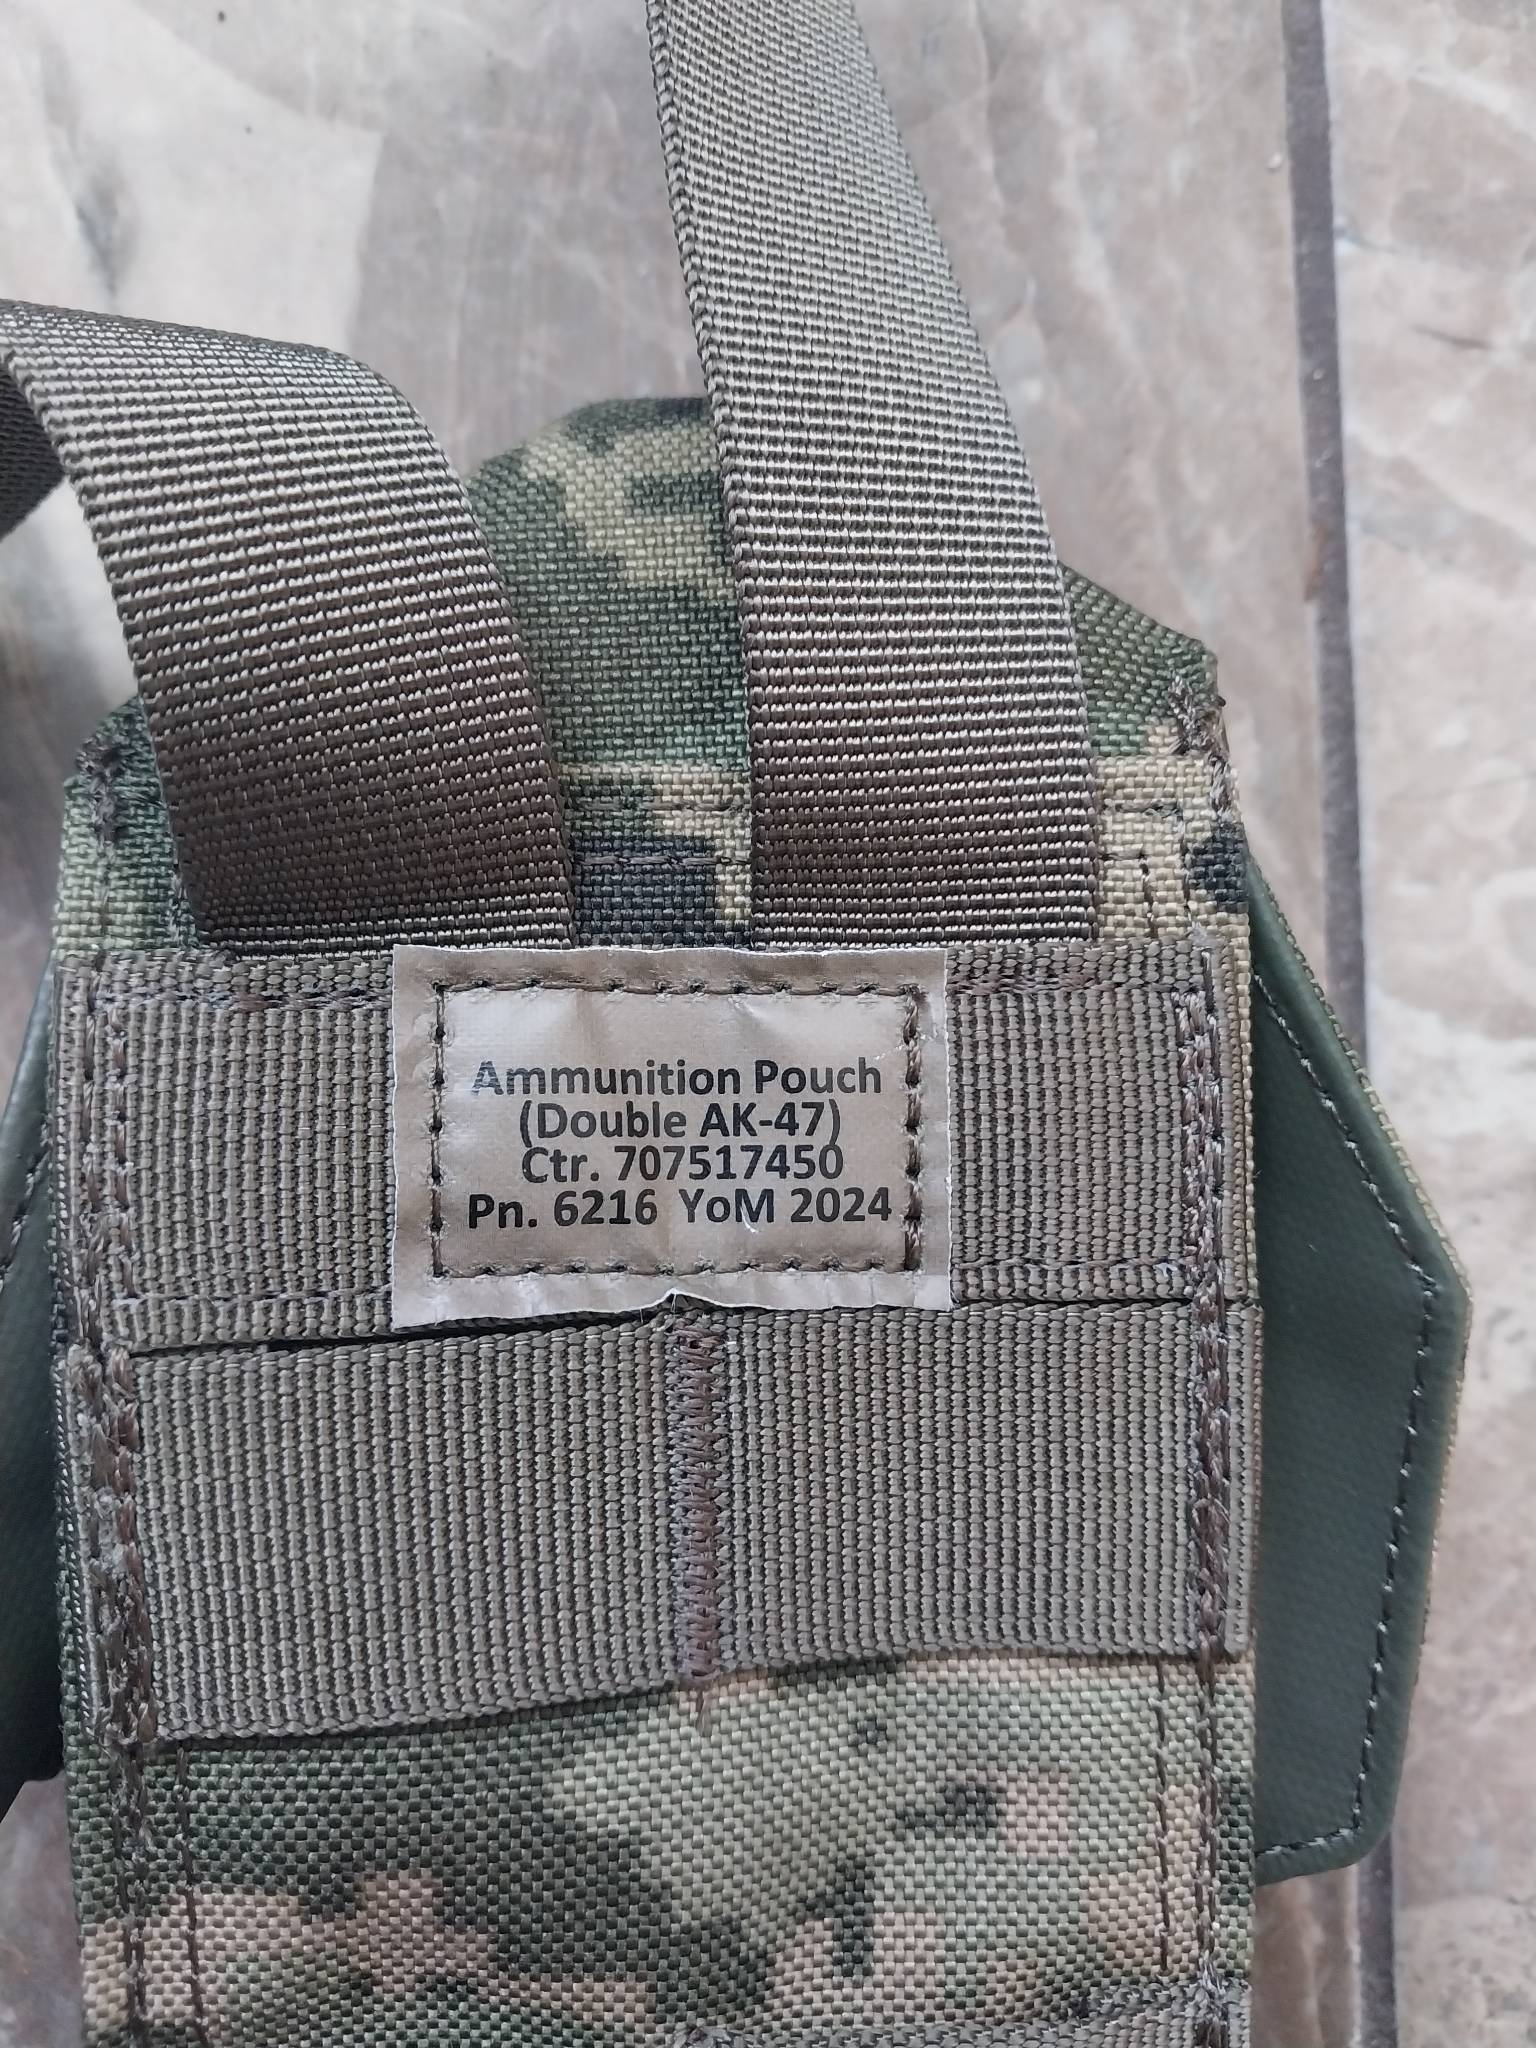 Ammunition Pouch
(Double AK-47)
Ctr. 707517450
Pn. 6216 YoM 2024